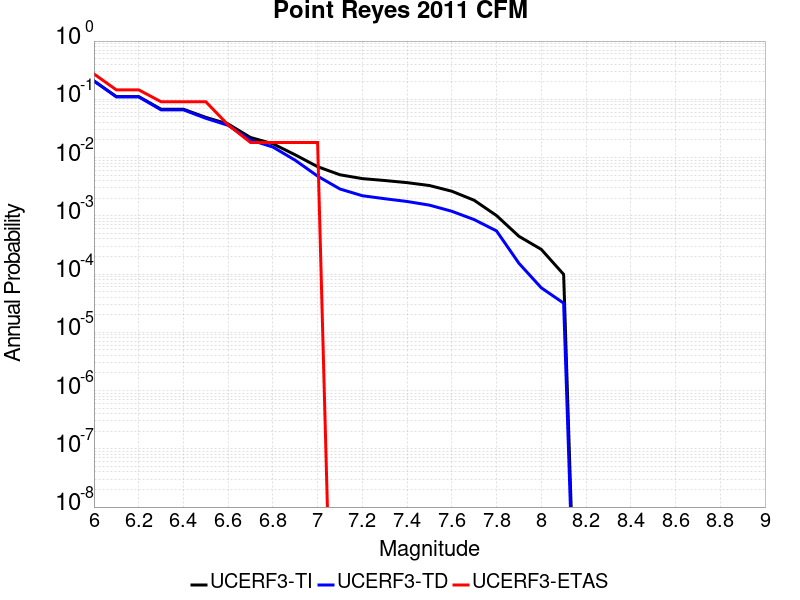 Point Reyes 2011 CFM
10^0
10^-1
10^-2
10^-3
10^-4
10^-5
10^-6
10^-7
10^-8
Annual Probability
6 6.2 6.4 6.6 6.8 7 7.2 7.4 7.6 7.8 8 8.2 8.4 8.6 8.8 9
Magnitude
UCERF3-TI UCERF3-TD UCERF3-ETAS